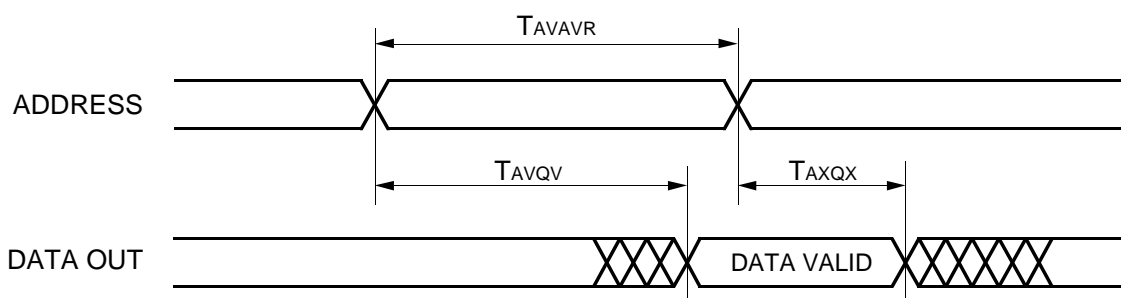 TAVAVR
ADDRESS
TAVQV
TAXQX
DATA OUT
DATA VALID